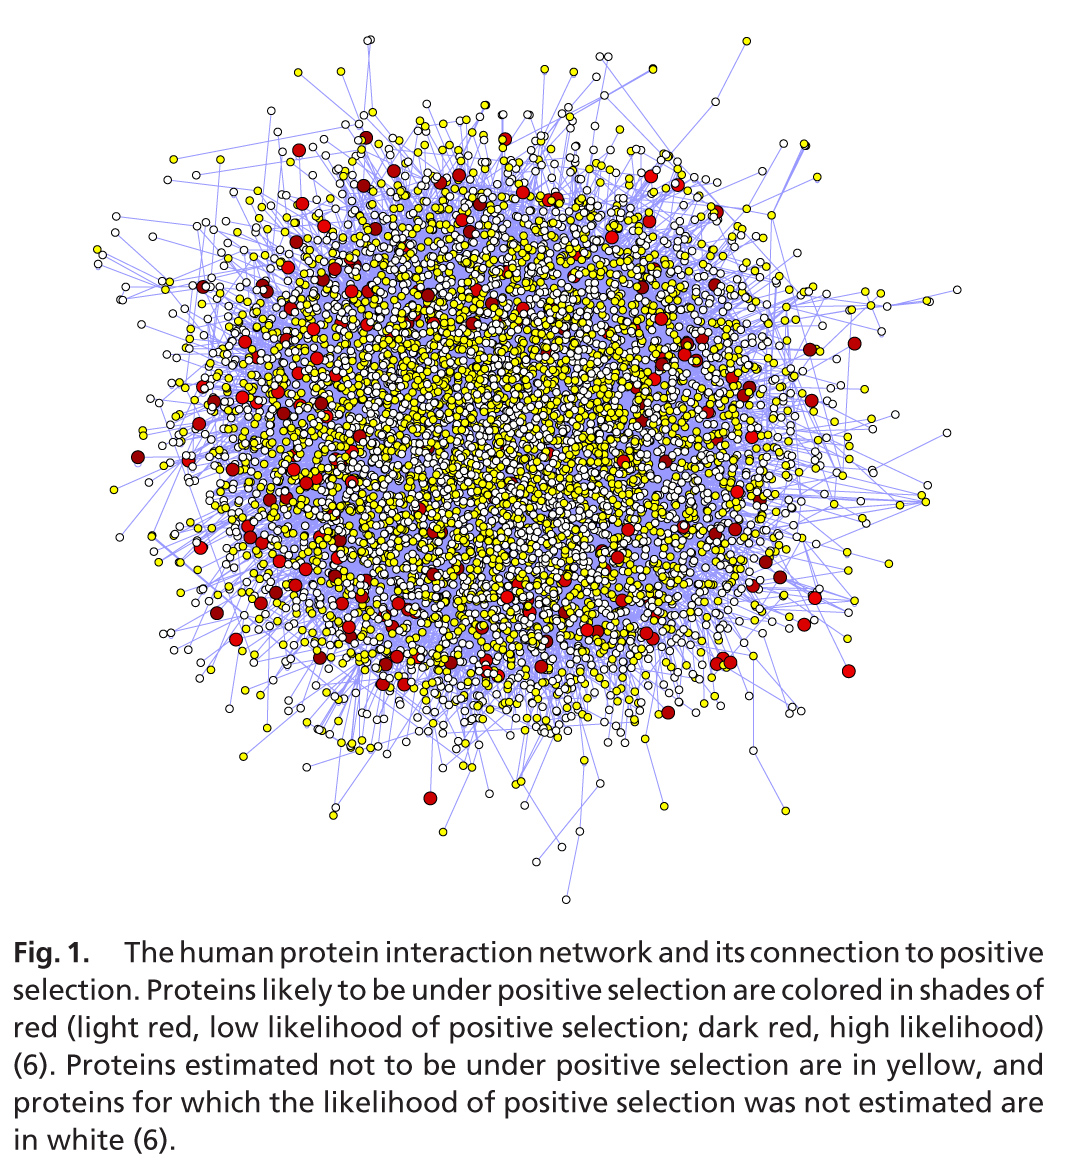 Fig. 1. The human protein interaction network and its connection to positive
selection. Proteins likely to be under positive selection are colored in shades of
red (light red, low likelihood of positive selection; dark red, high likelihood)
(6). Proteins estimated not to be under positive selection are in yellow, and
proteins for which the likelihood of positive selection was not estimated are
in white (6).